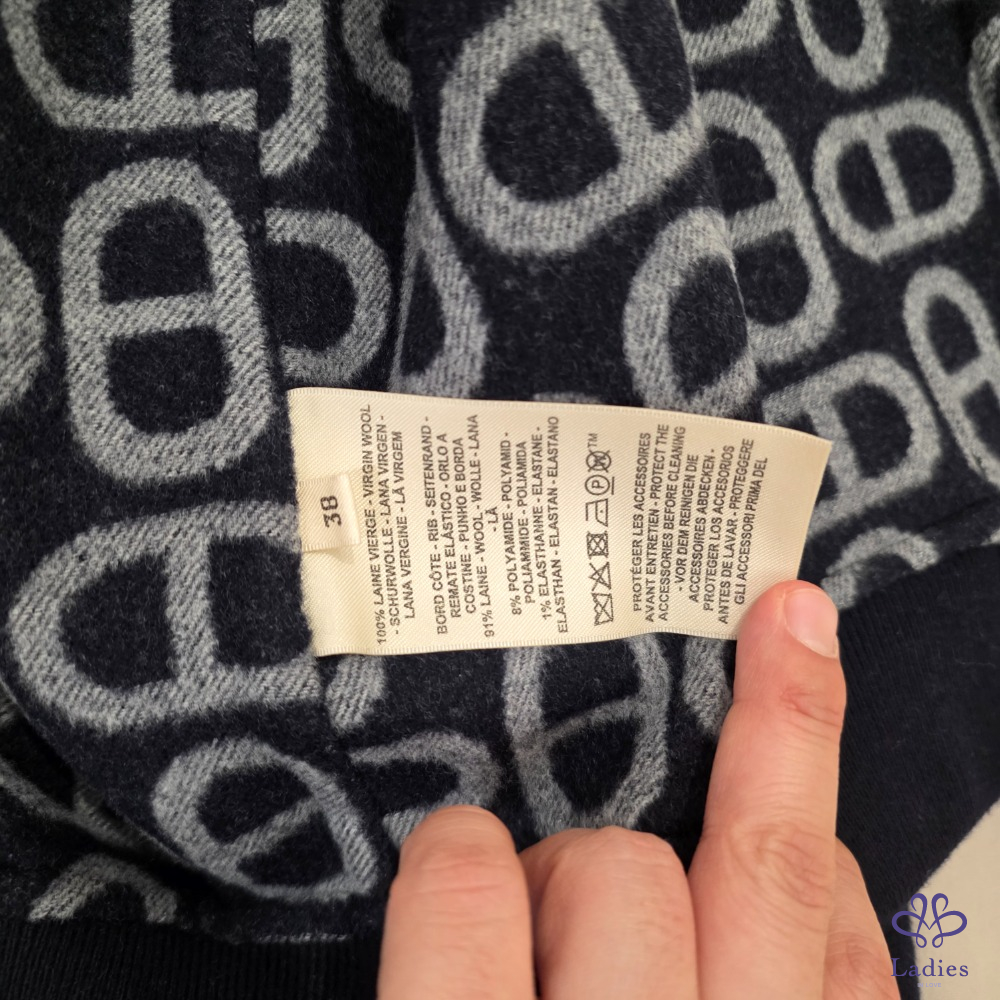 38
100% LAINE VIERGE - VIRGIN WOOL
- SCHURWOLLE - LANA VIRGEN -
LANA VERGINE - LÃ VIRGEM
BORD CÔTE - RIB - SEITENRAND -
REMATE ELÁSTICO - ORLO A
COSTINE - PUNHO E BORDA
91% LAINE - WOOL - WOLLE - LANA
- LÃ
8% POLYAMIDE - POLYAMID -
POLIAMMIDE - POLIAMIDA
1% ELASTHANNE - ELASTANE -
ELASTHAN - ELASTAN - ELASTANO
P
TM
PROTÉGER LES ACCESSOIRES
AVANT ENTRETIEN - PROTECT THE
ACCESSORIES BEFORE CLEANING
- VOR DEM REINIGEN DIE
ACCESSOIRES ABDECKEN -
PROTEGER LOS ACCESORIOS
ANTES DE LAVAR - PROTEGGERE
GLI ACCESSORI PRIMA DEL
Ladies